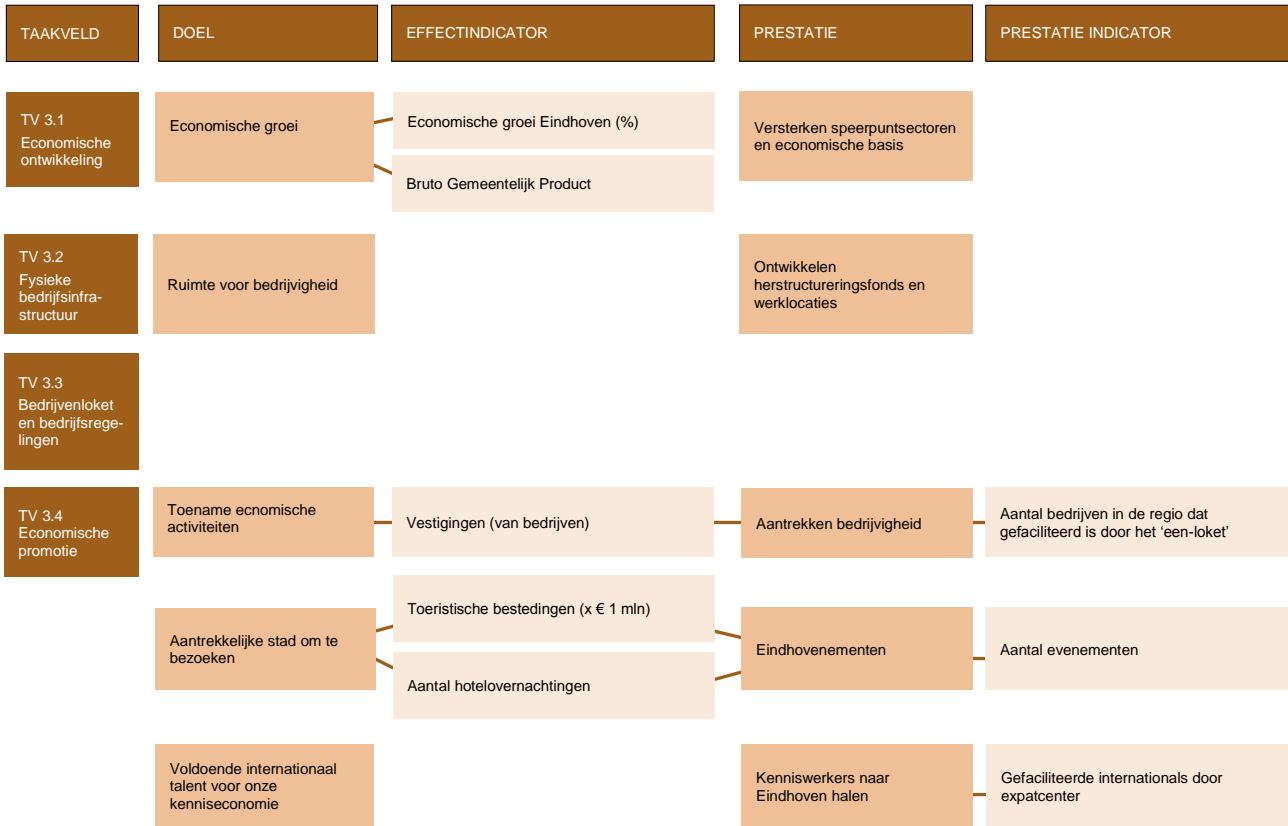 TAAKVELD
DOEL
EFFECTINDICATOR
PRESTATIE
PRESTATIE INDICATOR
TV 3.1
Economische
ontwikkeling
Economische groei
Economische groei Eindhoven (%)
Bruto Gemeentelijk Product
Versterken speerpuntsectoren
en economische basis
TV 3.2
Fysieke
bedrijfsinfra-
structuur
Ruimte voor bedrijvigheid
Ontwikkelen
herstructureringsfonds en
werklocaties
TV 3.3
Bedrijvenloket
en bedrijfsrege-
lingen
TV 3.4
Economische
promotie
Toename ecnomische
activiteiten
Vestigingen (van bedrijven)
Aantrekken bedrijvigheid
Aantal bedrijven in de regio dat
gefaciliteerd is door het ‘een-loket’
Aantrekkelijke stad om te
bezoeken
Toeristische bestedingen (x € 1 mln)
Aantal hotelovernachtingen
Eindhovenementen
Aantal evenementen
Voldoende internationaal
talent voor onze
kenniseconomie
Kenniswerkers naar
Eindhoven halen
Gefaciliteerde internationals door
expatcenter